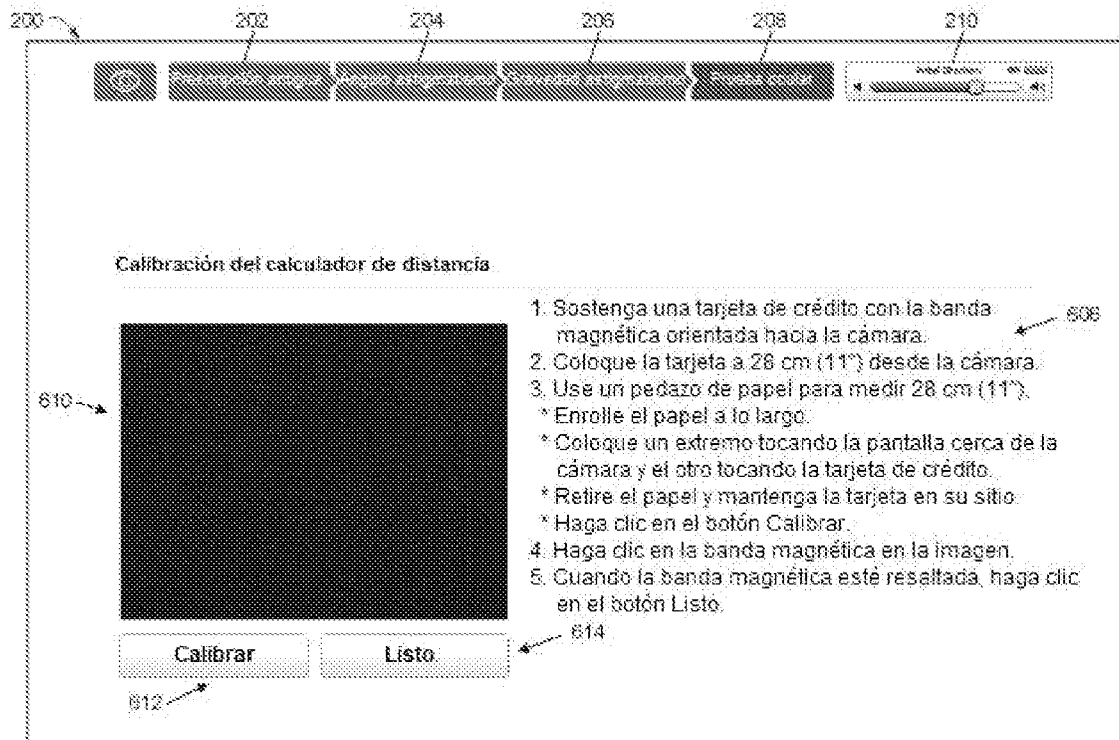 200 202 204 206 208 210
Calibración del calculador de distancia
1. Sostenga una tarjeta de crédito con la banda
magnética orientada hacia la cámara.
606
2. Coloque la tarjeta a 28 cm (11") desde la cámara.
3. Use un pedazo de papel para medir 28 cm (11").
610
* Enrolle el papel a lo largo.
* Coloque un extremo tocando la pantalla cerca de la
cámara y el otro tocando la tarjeta de crédito.
* Retire el papel y mantenga la tarjeta en su sitio.
* Haga clic en el botón Calibrar.
4. Haga clic en la banda magnética en la imagen.
5. Cuando la banda magnética esté resaltada, haga clic
en el botón Listo.
614
Calibrar Listo
612